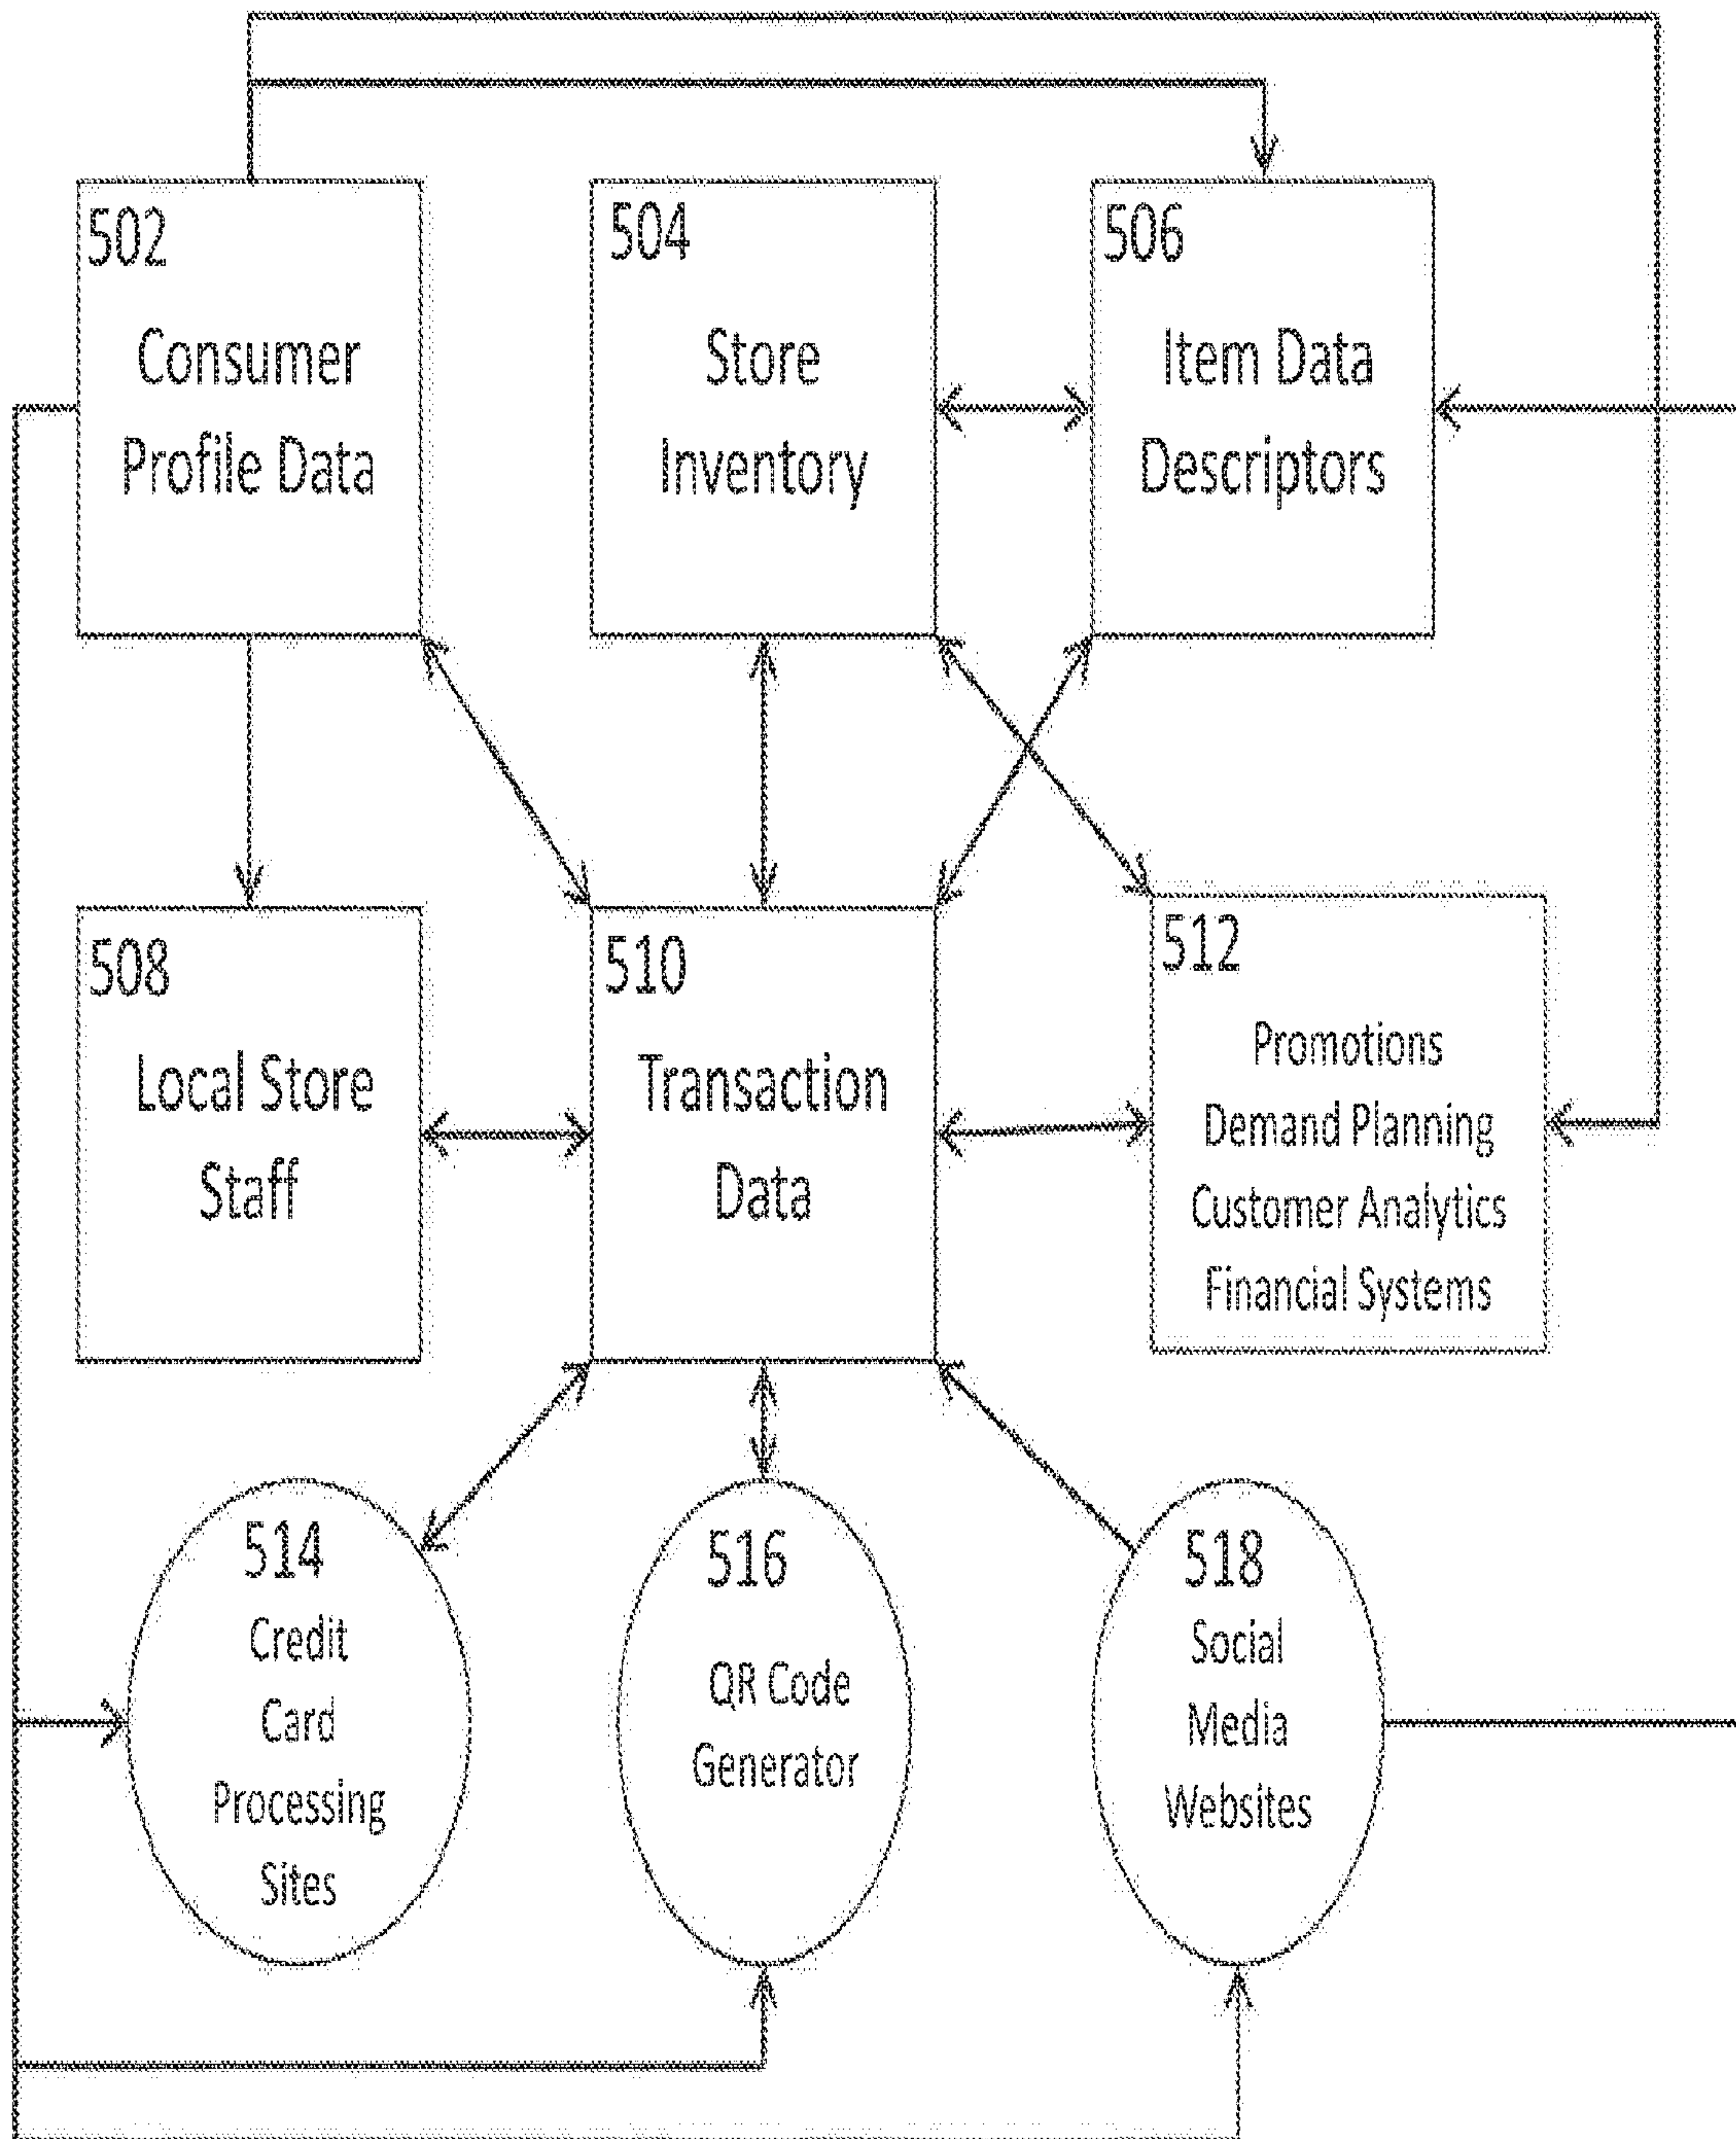 502
Consumer
Profile Data
504
Store
Inventory
506
Item Data
Descriptors
508
Local Store
Staff
510
Transaction
Data
512
Promotions
Demand Planning
Customer Analytics
Financial Systems
514
Credit
Card
Processing
Sites
516
QR Code
Generator
518
Social
Media
Websites